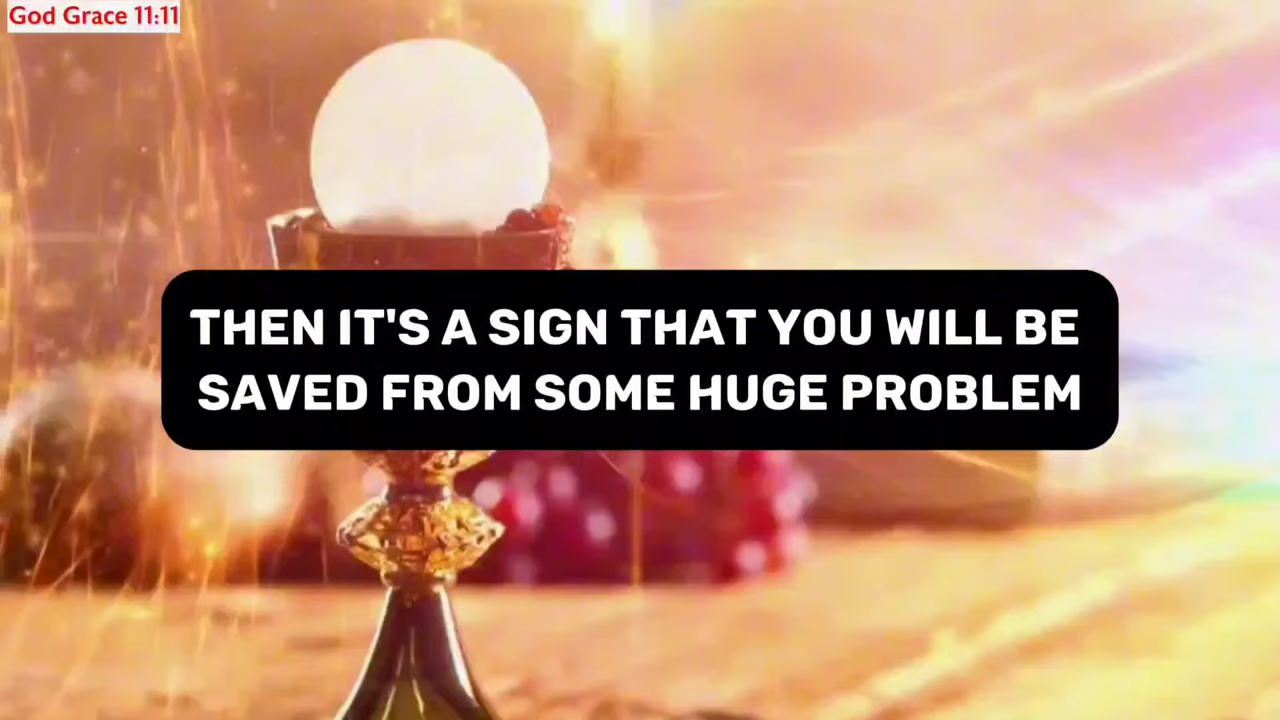 God Grace 11:11
THEN IT'S A SIGN THAT YOU WILL BE
SAVED FROM SOME HUGE PROBLEM